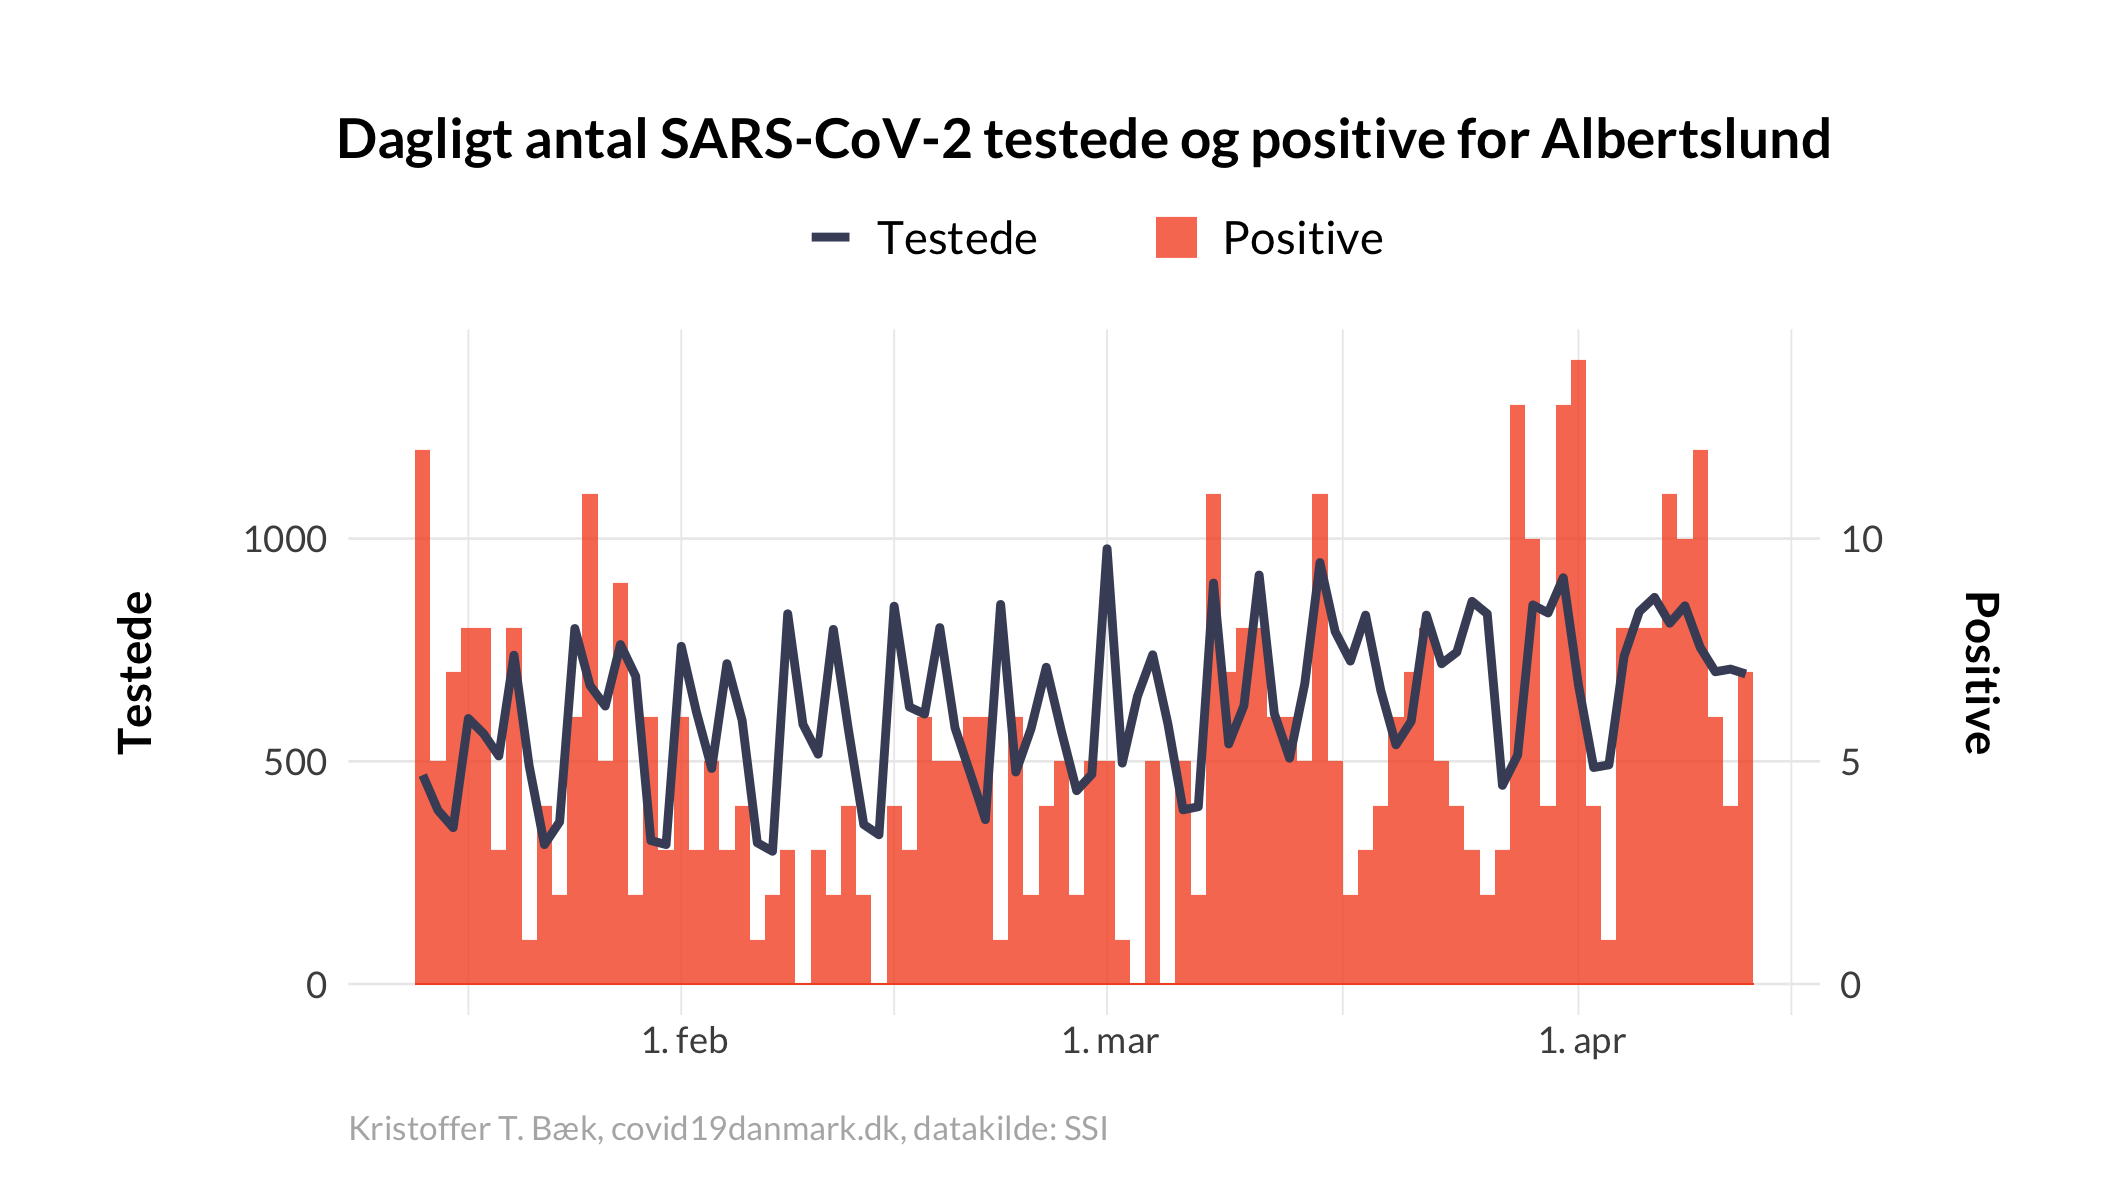 Dagligt antal SARS-CoV-2 testede og positive for Albertslund
Testede Positive
Testede
1000
500
0
10
5
0
Positive
1. feb 1. mar 1. apr
Kristoffer T. Bæk, covid19danmark.dk, datakilde: SSI